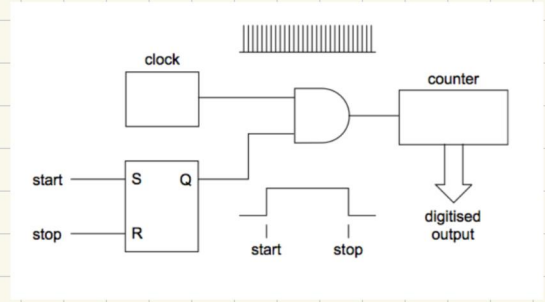 clock
counter
start
S
Q
stop
R
start
stop
digitised
output